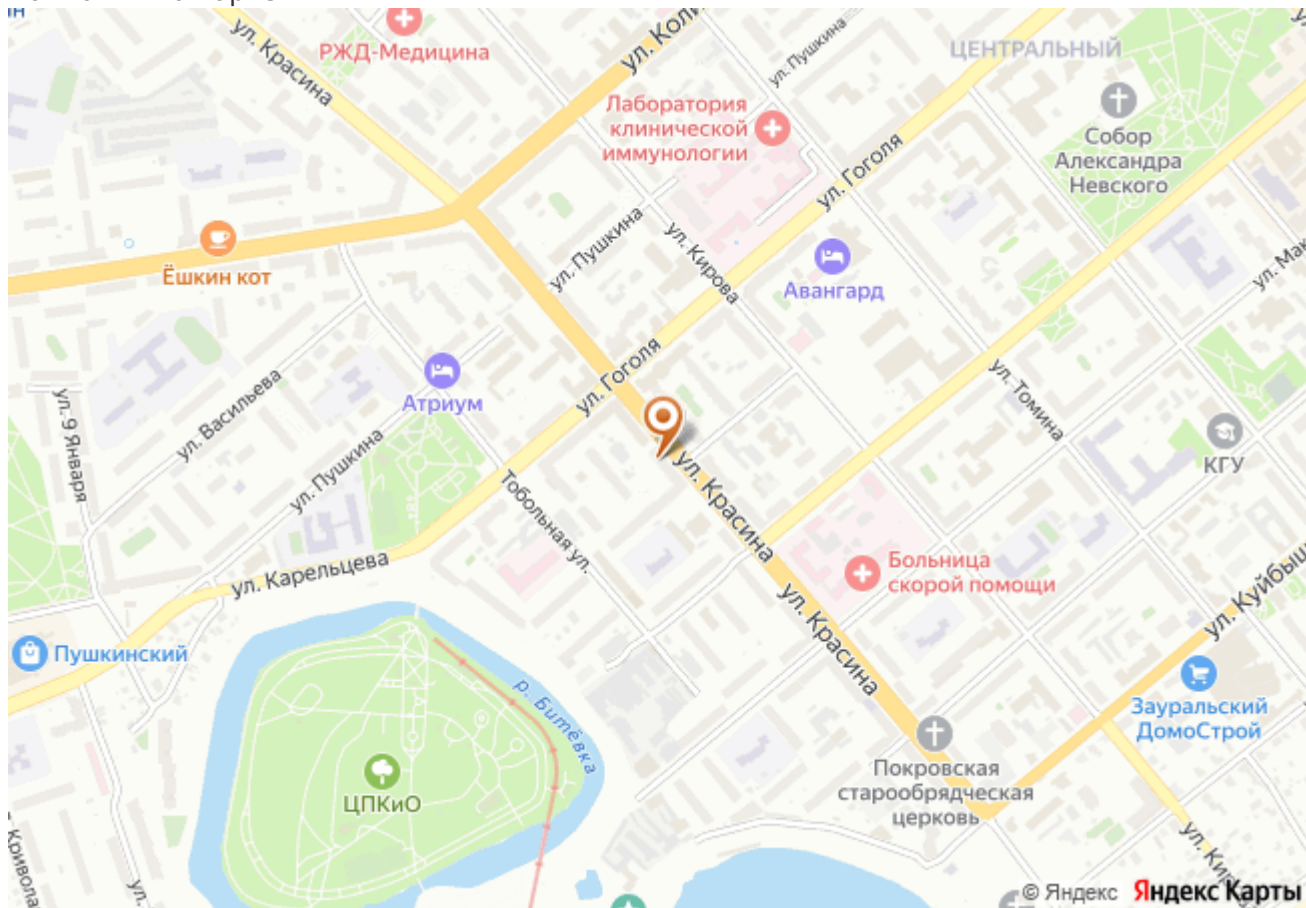 ул. Красина
РЖД-Медицина
ул. Пушкина
ЦЕНТРАЛЬНЫЙ
Лаборатория
клинической
иммунологии
Собор
Александра
Невского
ул. Гоголя
ул. Пушкина
ул. Кирова
Ёшкин кот
Авангард
ул. Гоголя
Атриум
ул. Томина
ул. 9 Января
ул. Васильева
КГУ
ул. Пушкина
ул. Красина
Тобольная ул.
ул. Карельцева
Больница
скорой помощи
ул. Красина
Пушкинский
р. Битёвка
Зауральский
ДомоСтрой
Покровская
старообрядческая
церковь
ЦПКиО
© Яндекс Яндекс Карты